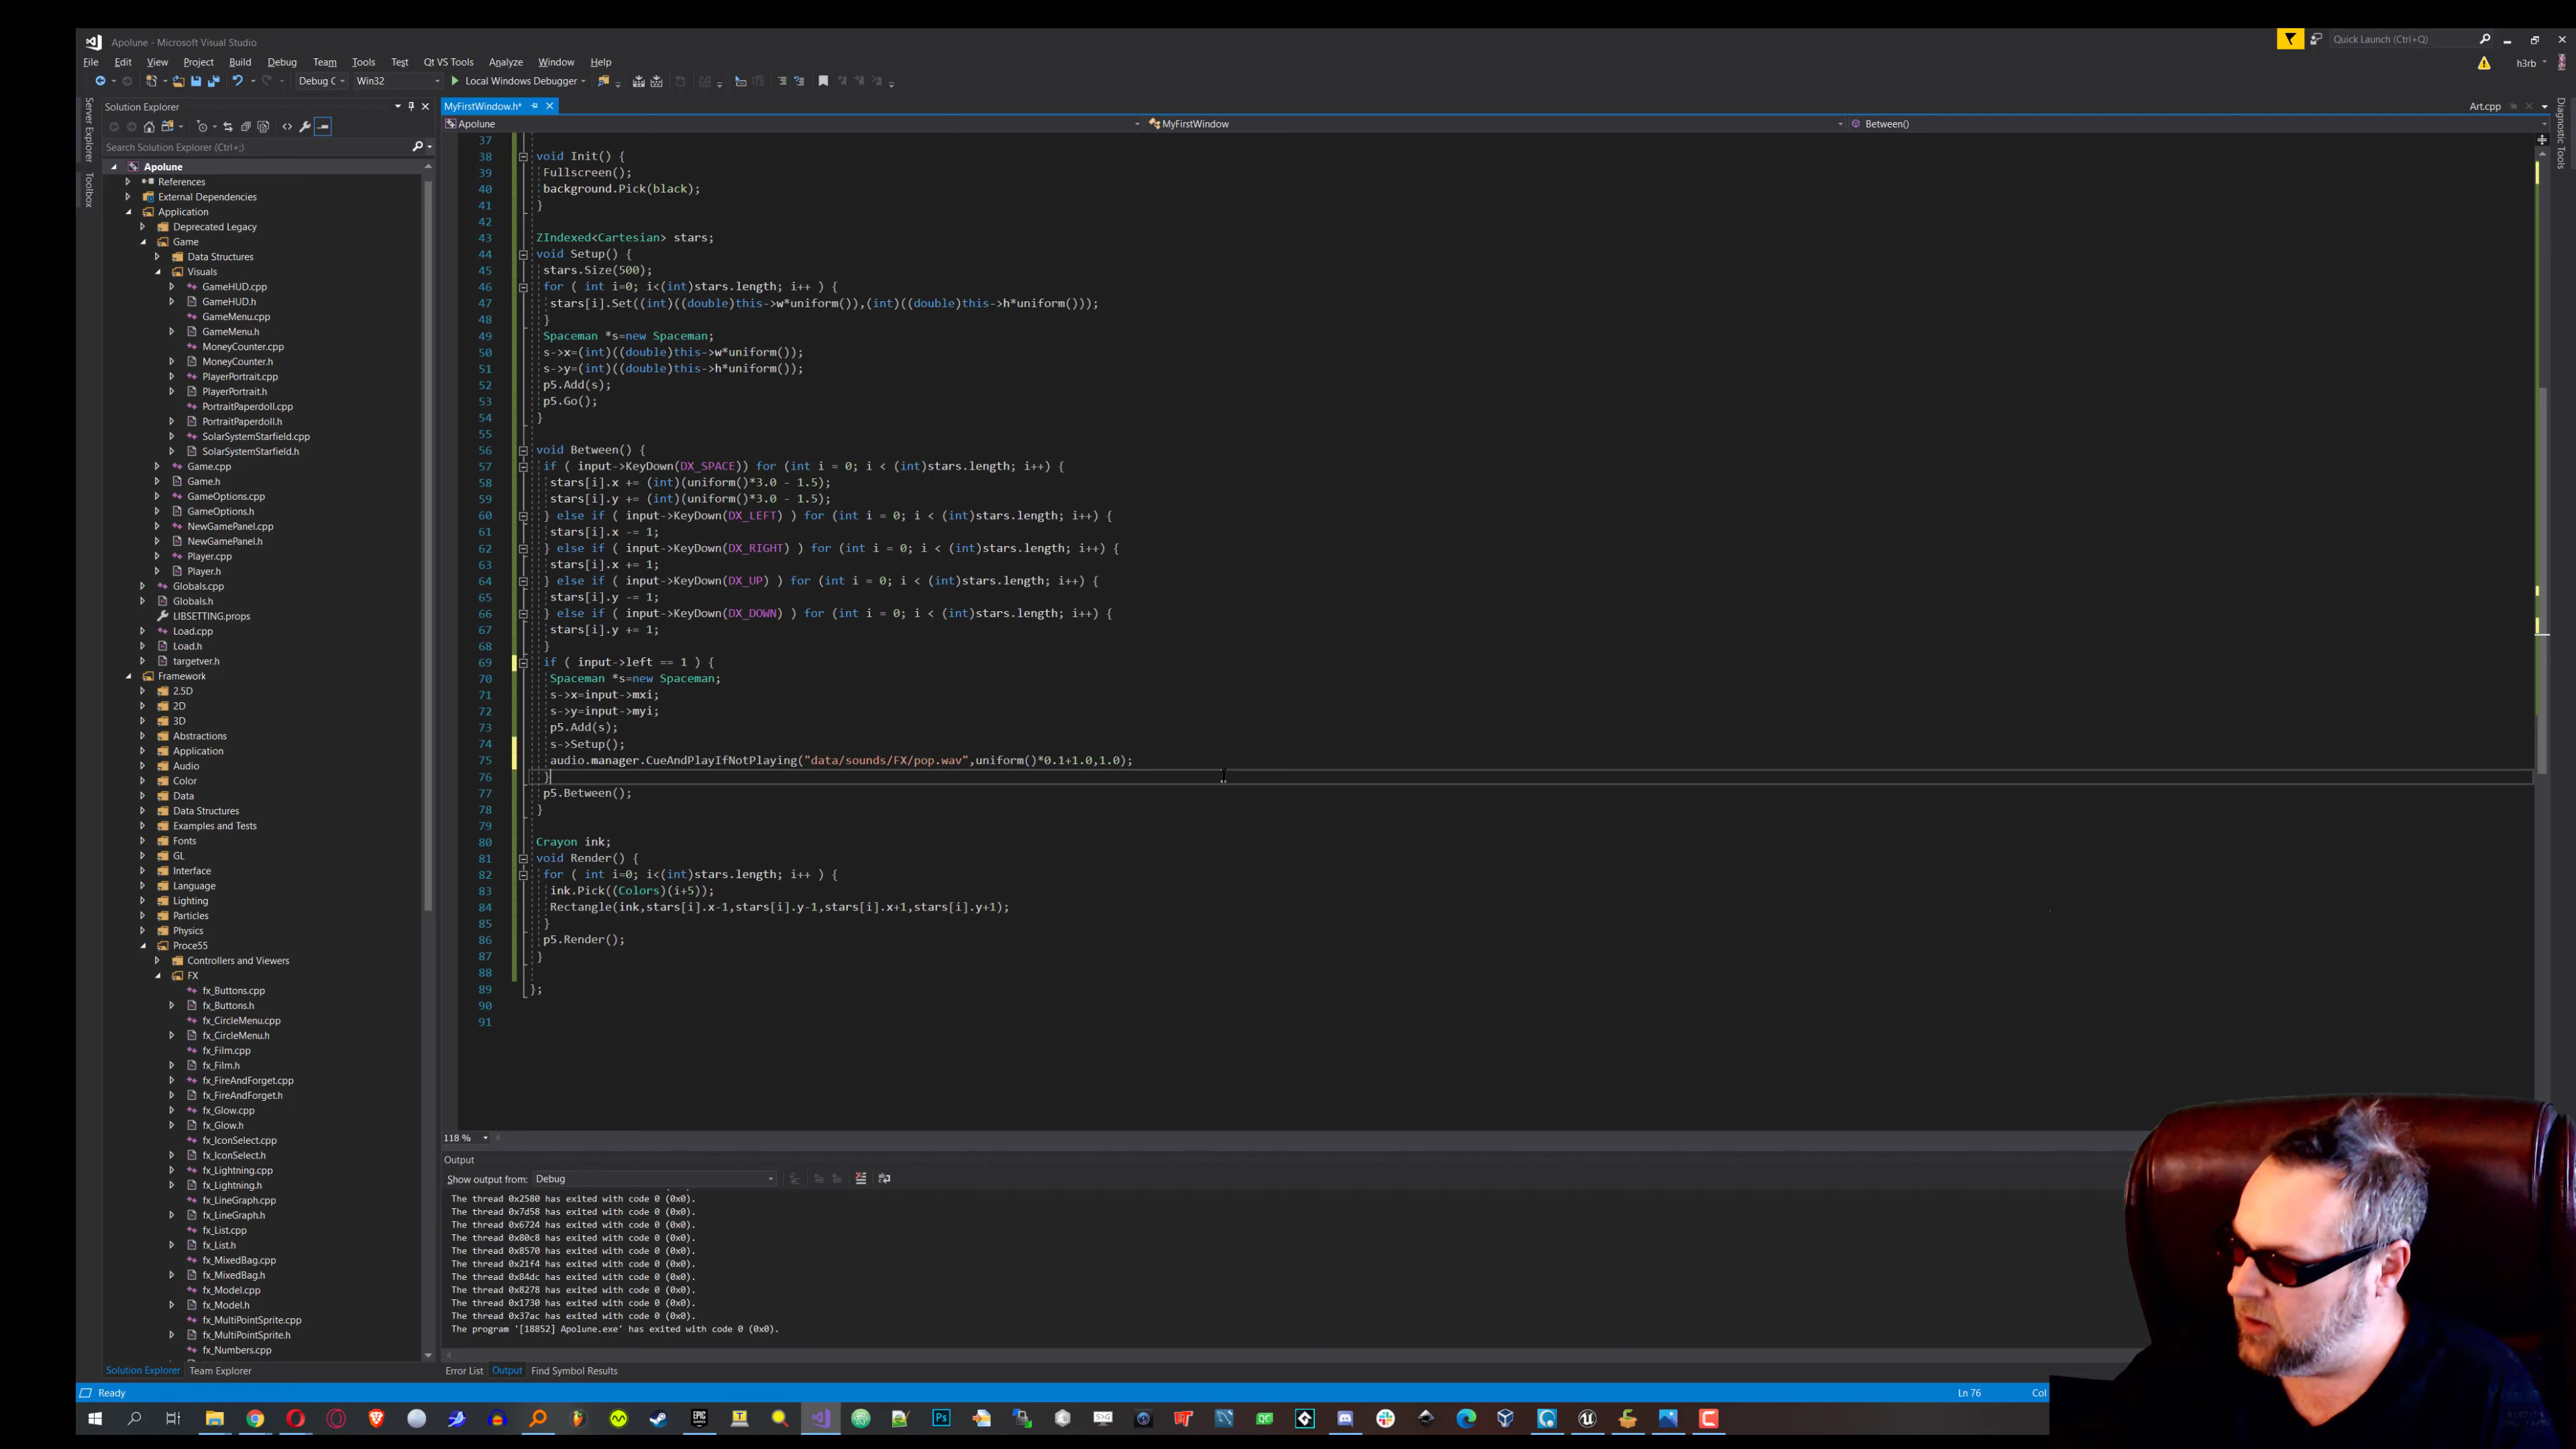 Apolune - Microsoft Visual Studio
Quick Launch (Ctrl+Q)
File Edit View Project Build Debug Team Tools Test Qt VS Tools Analyze Window Help
h3rb
Debug C Win32 Local Windows Debugger
Server Explorer
Toolbox
Diagnostic Tools
Solution Explorer
Search Solution Explorer (Ctrl+;)
Apolune
References
External Dependencies
Application
Deprecated Legacy
Game
Data Structures
Visuals
GameHUD.cpp
GameHUD.h
GameMenu.cpp
GameMenu.h
MoneyCounter.cpp
MoneyCounter.h
PlayerPortrait.cpp
PlayerPortrait.h
PortraitPaperdoll.cpp
PortraitPaperdoll.h
SolarSystemStarfield.cpp
SolarSystemStarfield.h
Game.cpp
Game.h
GameOptions.cpp
GameOptions.h
NewGamePanel.cpp
NewGamePanel.h
Player.cpp
Player.h
Globals.cpp
Globals.h
LIBSETTING.props
Load.cpp
Load.h
targetver.h
Framework
2.5D
2D
3D
Abstractions
Application
Audio
Color
Data
Data Structures
Examples and Tests
Fonts
GL
Interface
Language
Lighting
Particles
Physics
Proce55
Controllers and Viewers
FX
fx_Buttons.cpp
fx_Buttons.h
fx_CircleMenu.cpp
fx_CircleMenu.h
fx_Film.cpp
fx_Film.h
fx_FireAndForget.cpp
fx_FireAndForget.h
fx_Glow.cpp
fx_Glow.h
fx_IconSelect.cpp
fx_IconSelect.h
fx_Lightning.cpp
fx_Lightning.h
fx_LineGraph.cpp
fx_LineGraph.h
fx_List.cpp
fx_List.h
fx_MixedBag.cpp
fx_MixedBag.h
fx_Model.cpp
fx_Model.h
fx_MultiPointSprite.cpp
fx_MultiPointSprite.h
fx_Numbers.cpp
Solution Explorer Team Explorer
MyFirstWindow.h*
Art.cpp
Apolune MyFirstWindow Between()
37
38 void Init() {
39 Fullscreen();
40 background.Pick(black);
41 }
42
43 ZIndexed<Cartesian> stars;
44 void Setup() {
45 stars.Size(500);
46 for ( int i=0; i<(int)stars.length; i++ ) {
47 stars[i].Set((int)((double)this->w*uniform()),(int)((double)this->h*uniform()));
48 }
49 Spaceman *s=new Spaceman;
50 s->x=(int)((double)this->w*uniform());
51 s->y=(int)((double)this->h*uniform());
52 p5.Add(s);
53 p5.Go();
54 }
55
56 void Between() {
57 if ( input->KeyDown(DX_SPACE)) for (int i = 0; i < (int)stars.length; i++) {
58 stars[i].x += (int)(uniform()*3.0 - 1.5);
59 stars[i].y += (int)(uniform()*3.0 - 1.5);
60 } else if ( input->KeyDown(DX_LEFT) ) for (int i = 0; i < (int)stars.length; i++) {
61 stars[i].x -= 1;
62 } else if ( input->KeyDown(DX_RIGHT) ) for (int i = 0; i < (int)stars.length; i++) {
63 stars[i].x += 1;
64 } else if ( input->KeyDown(DX_UP) ) for (int i = 0; i < (int)stars.length; i++) {
65 stars[i].y -= 1;
66 } else if ( input->KeyDown(DX_DOWN) ) for (int i = 0; i < (int)stars.length; i++) {
67 stars[i].y += 1;
68 }
69 if ( input->left == 1 ) {
70 Spaceman *s=new Spaceman;
71 s->x=input->mxi;
72 s->y=input->myi;
73 p5.Add(s);
74 s->Setup();
75 audio.manager.CueAndPlayIfNotPlaying("data/sounds/FX/pop.wav",uniform()*0.1+1.0,1.0);
76 }
77 p5.Between();
78 }
79
80 Crayon ink;
81 void Render() {
82 for ( int i=0; i<(int)stars.length; i++ ) {
83 ink.Pick((Colors)(i+5));
84 Rectangle(ink,stars[i].x-1,stars[i].y-1,stars[i].x+1,stars[i].y+1);
85 }
86 p5.Render();
87 }
88
89 };
90
91
118 %
Output
Show output from: Debug
The thread 0x2580 has exited with code 0 (0x0).
The thread 0x7d58 has exited with code 0 (0x0).
The thread 0x6724 has exited with code 0 (0x0).
The thread 0x80c8 has exited with code 0 (0x0).
The thread 0x8570 has exited with code 0 (0x0).
The thread 0x21f4 has exited with code 0 (0x0).
The thread 0x84dc has exited with code 0 (0x0).
The thread 0x8278 has exited with code 0 (0x0).
The thread 0x1730 has exited with code 0 (0x0).
The thread 0x37ac has exited with code 0 (0x0).
The program '[18852] Apolune.exe' has exited with code 0 (0x0).
Error List Output Find Symbol Results
Ready
Ln 76
Col